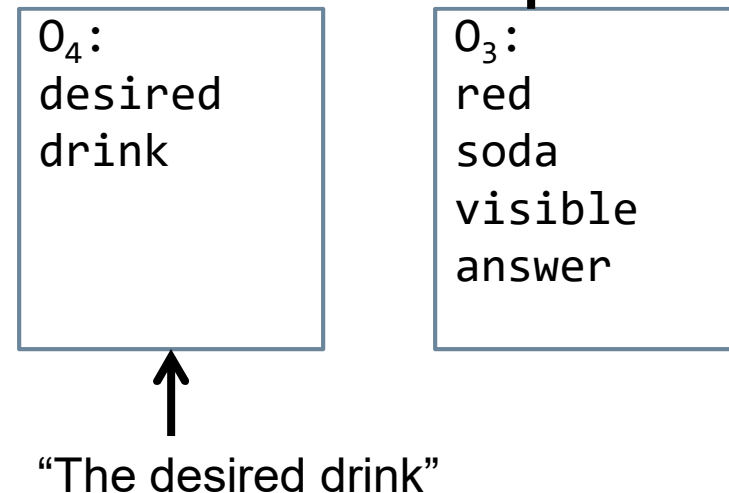 O₄:
desired
drink
O₃:
red
soda
visible
answer
“The desired drink”